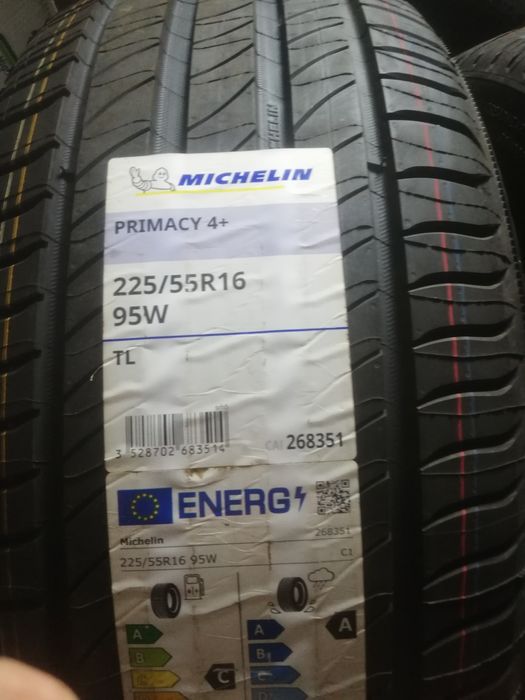 MICHELIN
PRIMACY 4+
225/55R16
95W
TL
3 528702 683514
CAI 268351
ENERG
Michelin
268351
225/55R16 95W
C1
A
A
A
B
B
C
C
C
D